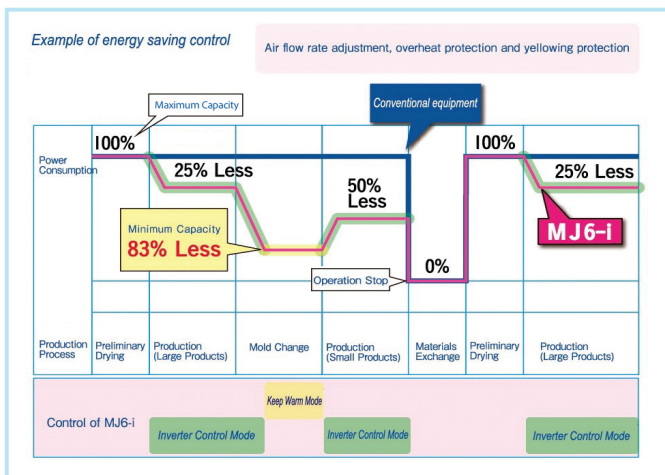 Example of energy saving control
Air flow rate adjustment, overheat protection and yellowing protection
Maximum Capacity
Conventional equipment
100%
100%
Power
Consumption
25% Less
50%
Less
25% Less
Minimum Capacity
83% Less
MJ6-i
0%
Operation Stop
Production
Process
Preliminary
Drying
Production
(Large Products)
Mold Change
Production
(Small Products)
Materials
Exchange
Preliminary
Drying
Production
(Large Products)
Keep Warm Mode
Control of MJ6-i
Inverter Control Mode
Inverter Control Mode
Inverter Control Mode